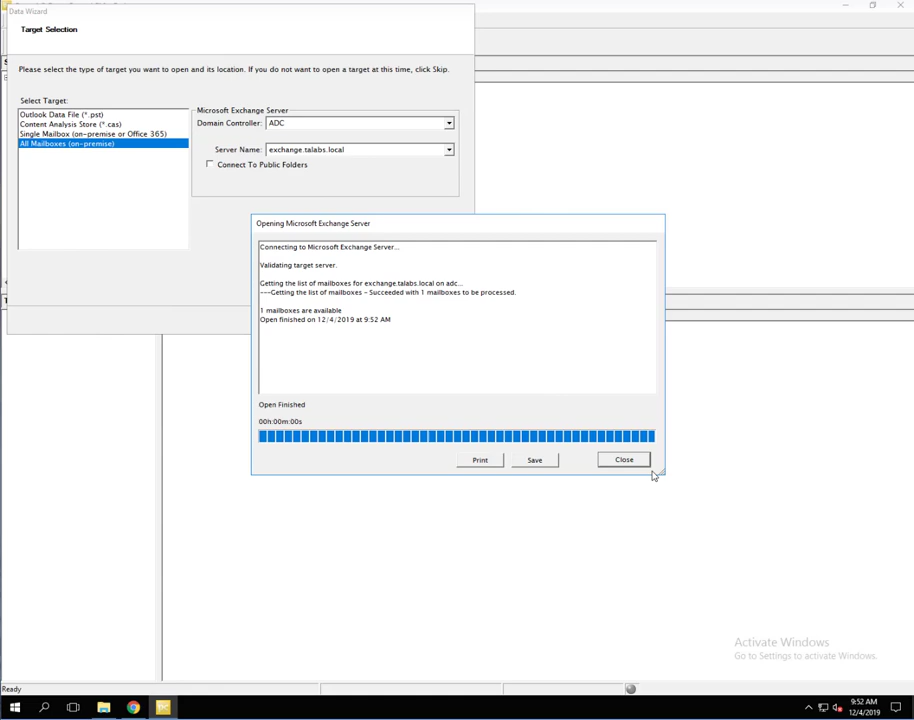 Data Wizard
Target Selection
Please select the type of target you want to open and its location. If you do not want to open a target at this time, click Skip.
Select Target:
Outlook Data File (*.pst)
Content Analysis Store (*.cas)
Single Mailbox (on-premise or Office 365)
All Mailboxes (on-premise)
Microsoft Exchange Server
Domain Controller: ADC
Server Name: exchange.talabs.local
Connect To Public Folders
Opening Microsoft Exchange Server
Connecting to Microsoft Exchange Server...
Validating target server.
Getting the list of mailboxes for exchange.talabs.local on adc...
---Getting the list of mailboxes - Succeeded with 1 mailboxes to be processed.
1 mailboxes are available
Open finished on 12/4/2019 at 9:52 AM
Open Finished
00h:00m:00s
Print
Save
Close
Activate Windows
Go to Settings to activate Windows.
Ready
9:52 AM
12/4/2019